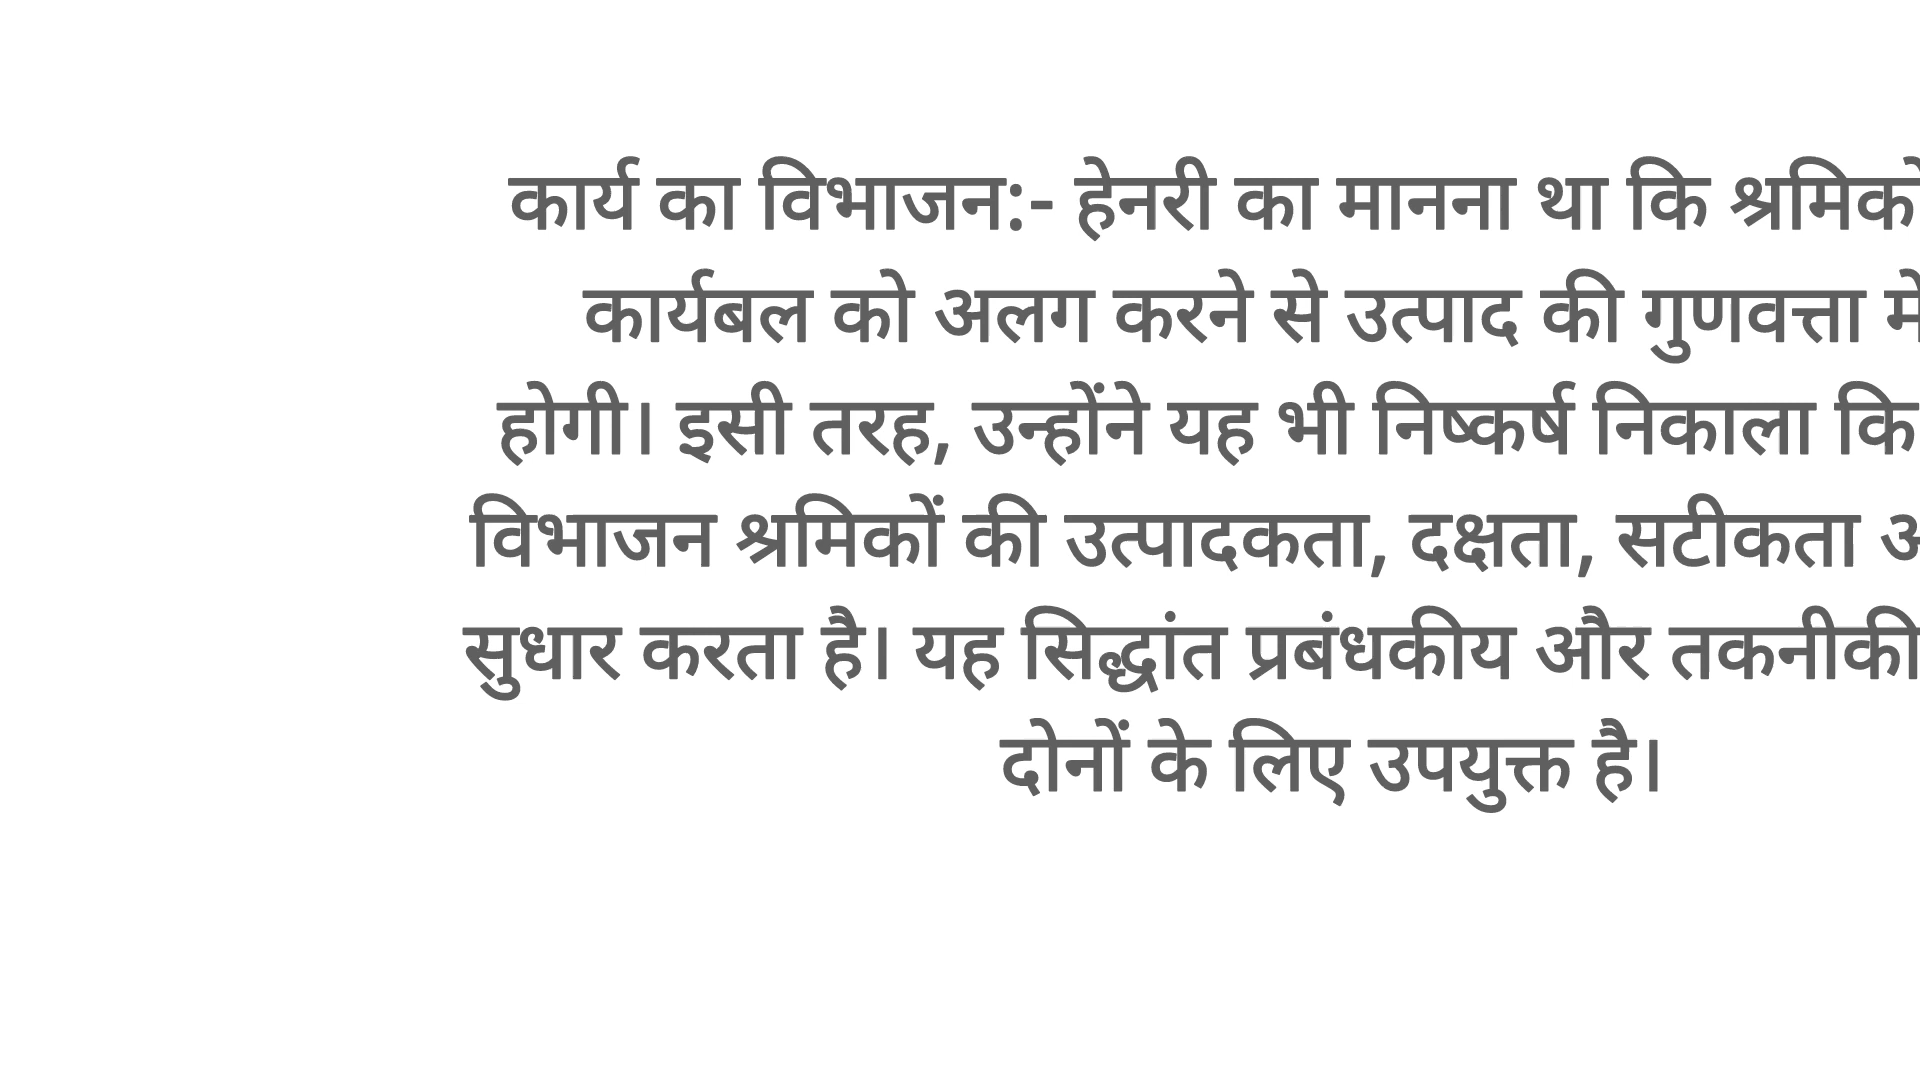 कार्य का विभाजन:- हेनरी का मानना था कि
कार्यबल को अलग करने से उत्पाद की गुणवत्ता
होगी। इसी तरह, उन्होंने यह भी निष्कर्ष निकाला कि
विभाजन श्रमिकों की उत्पादकता, दक्षता, सटीकता
सुधार करता है। यह सिद्धांत प्रबंधकीय और तकनीकी
दोनों के लिए उपयुक्त है।